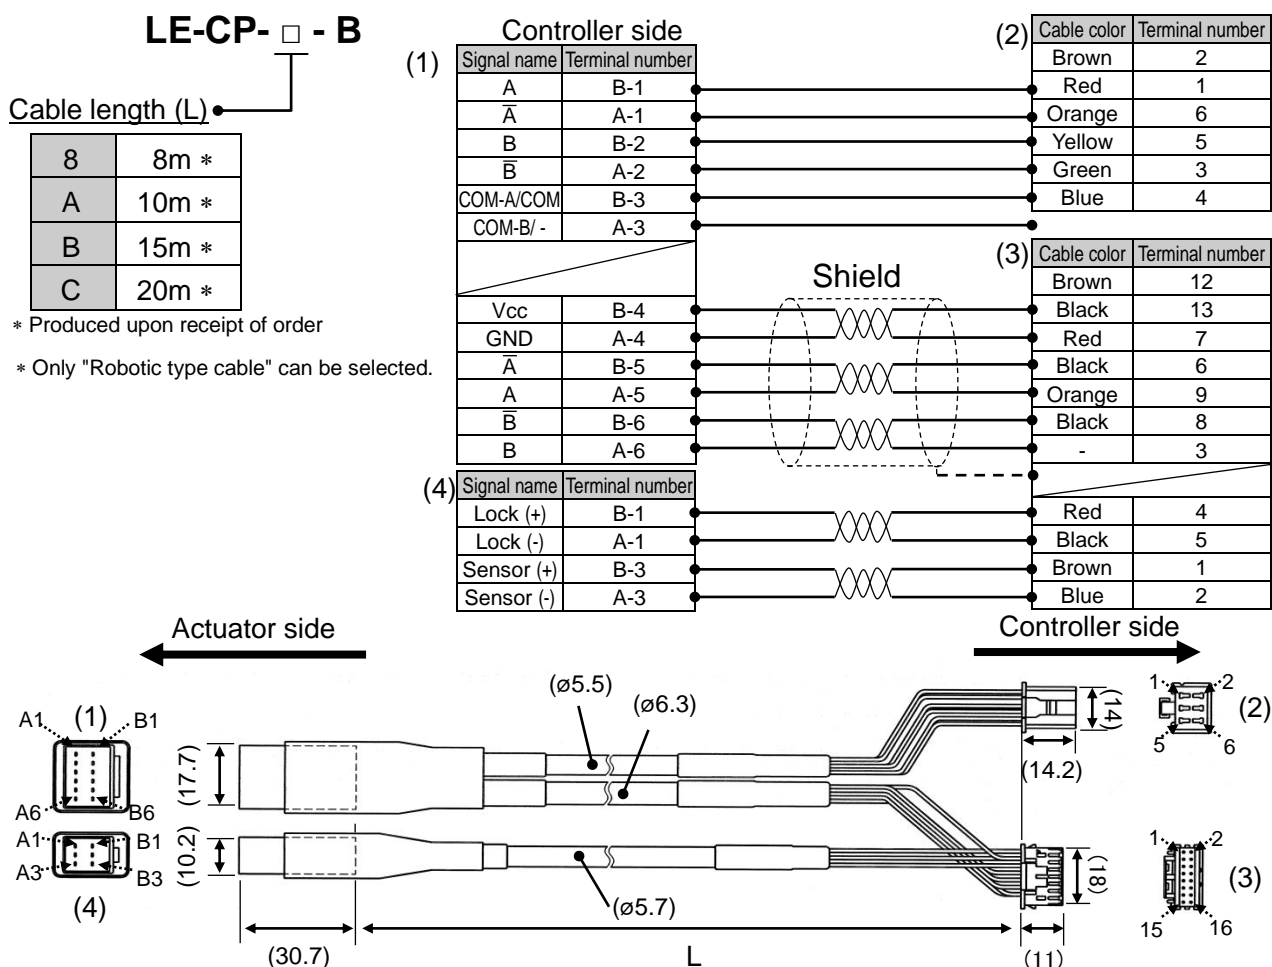 LE-CP- □ - B
Cable length (L)
8 8m *
A 10m *
B 15m *
C 20m *
* Produced upon receipt of order
* Only "Robotic type cable" can be selected.
Controller side
(1)
Signal name Terminal number
A B-1
A̅ A-1
B B-2
B̅ A-2
COM-A/COM B-3
COM-B/ - A-3
Vcc B-4
GND A-4
A̅ B-5
A A-5
B̅ B-6
B A-6
Shield
(2)
Cable color Terminal number
Brown 2
Red 1
Orange 6
Yellow 5
Green 3
Blue 4
(3)
Cable color Terminal number
Brown 12
Black 13
Red 7
Black 6
Orange 9
Black 8
- 3
Red 4
Black 5
Brown 1
Blue 2
(4)
Signal name Terminal number
Lock (+) B-1
Lock (-) A-1
Sensor (+) B-3
Sensor (-) A-3
Actuator side
Controller side
A1 (1) B1
A6 B6
A1 B1
A3 B3
(4)
(17.7)
(10.2)
(30.7)
(ø5.5)
(ø6.3)
(ø5.7)
L
(14)
(14.2)
(18)
(11)
1 2
5 6
(2)
1 2
15 16
(3)